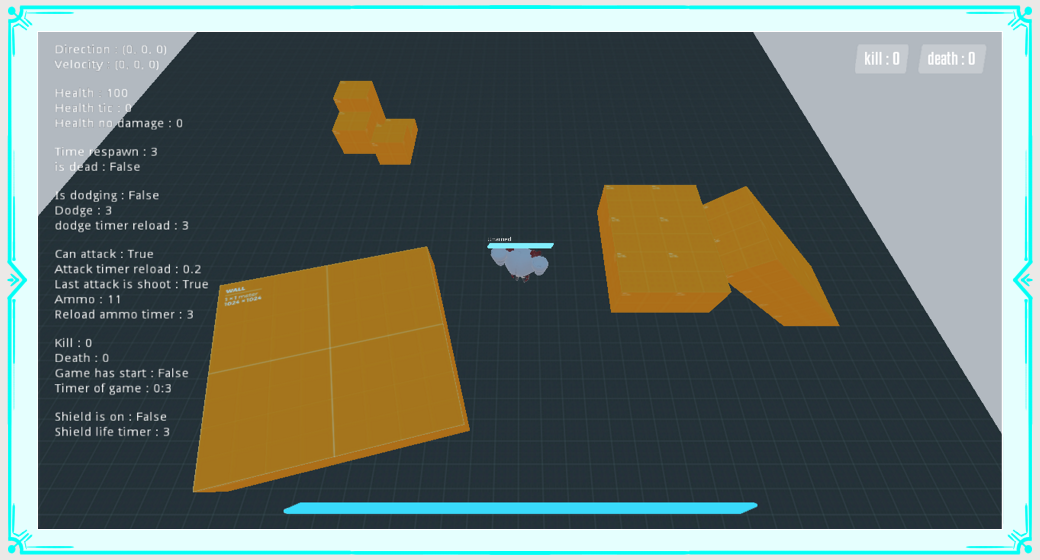 Direction : (0, 0, 0)
Velocity : (0, 0, 0)
Health : 100
Health tic : 0
Health no damage : 0
Time respawn : 3
is dead : False
Is dodging : False
Dodge : 3
dodge timer reload : 3
Can attack : True
Attack timer reload : 0.2
Last attack is shoot : True
Ammo : 11
Reload ammo timer : 3
Kill : 0
Death : 0
Game has start : False
Timer of game : 0:3
Shield is on : False
Shield life timer : 3
kill : 0
death : 0
WALL